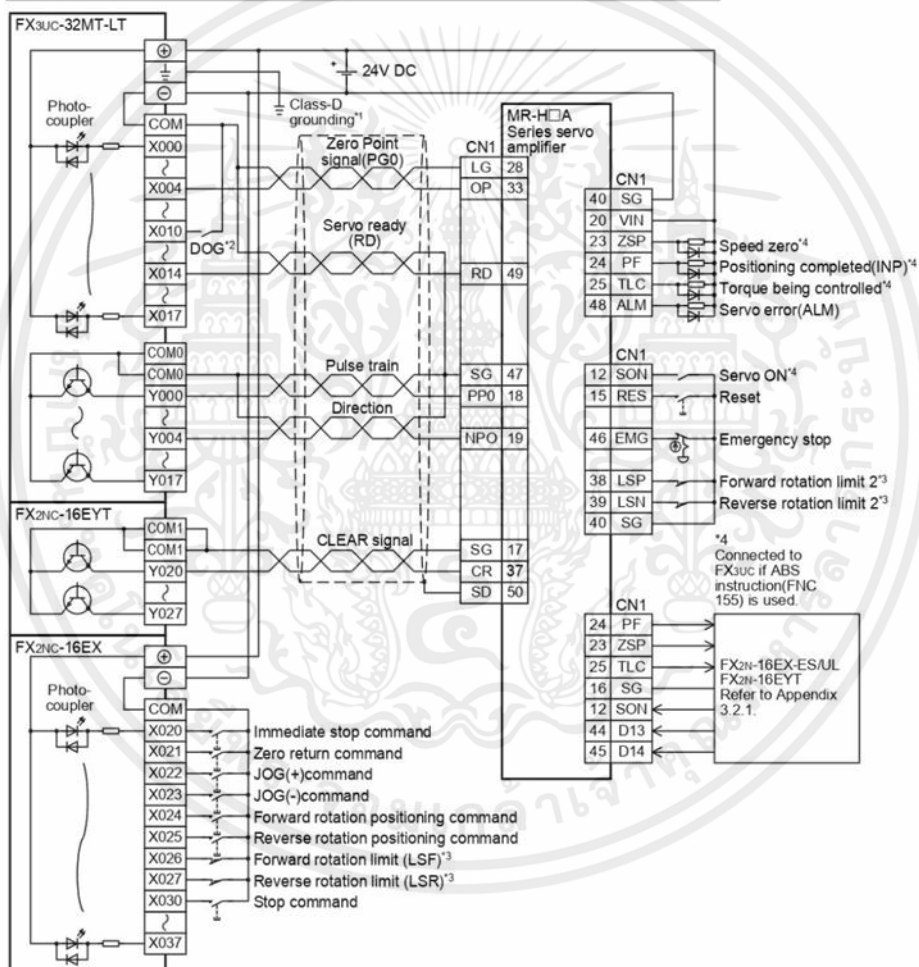 FX3UC-32MT-LT
⊕
⊖
24V DC
Class-D
grounding*1
Photo-
coupler
COM
X000
X004
X010
DOG*2
X014
X017
Zero Point
signal(PG0)
Servo ready
(RD)
COM0
COM0
Y000
Y004
Y017
Pulse train
Direction
FX2NC-16EYT
COM1
COM1
Y020
Y027
CLEAR signal
FX2NC-16EX
⊕
⊖
Photo-
coupler
COM
X020 Immediate stop command
X021 Zero return command
X022 JOG(+)command
X023 JOG(-)command
X024 Forward rotation positioning command
X025 Reverse rotation positioning command
X026 Forward rotation limit (LSF)*3
X027 Reverse rotation limit (LSR)*3
X030 Stop command
X037
MR-H□A
Series servo
amplifier
CN1
LG 28
OP 33
RD 49
SG 47
PP0 18
NPO 19
SG 17
CR 37
SD 50
CN1
40 SG
20 VIN
23 ZSP Speed zero*4
24 PF Positioning completed(INP)*4
25 TLC Torque being controlled*4
48 ALM Servo error(ALM)
CN1
12 SON Servo ON*4
15 RES Reset
46 EMG Emergency stop
38 LSP Forward rotation limit 2*3
39 LSN Reverse rotation limit 2*3
40 SG
*4
Connected to
FX3UC if ABS
instruction(FNC
155) is used.
CN1
24 PF
23 ZSP
25 TLC
16 SG
12 SON
44 D13
45 D14
FX2N-16EX-ES/UL
FX2N-16EYT
Refer to Appendix
3.2.1.